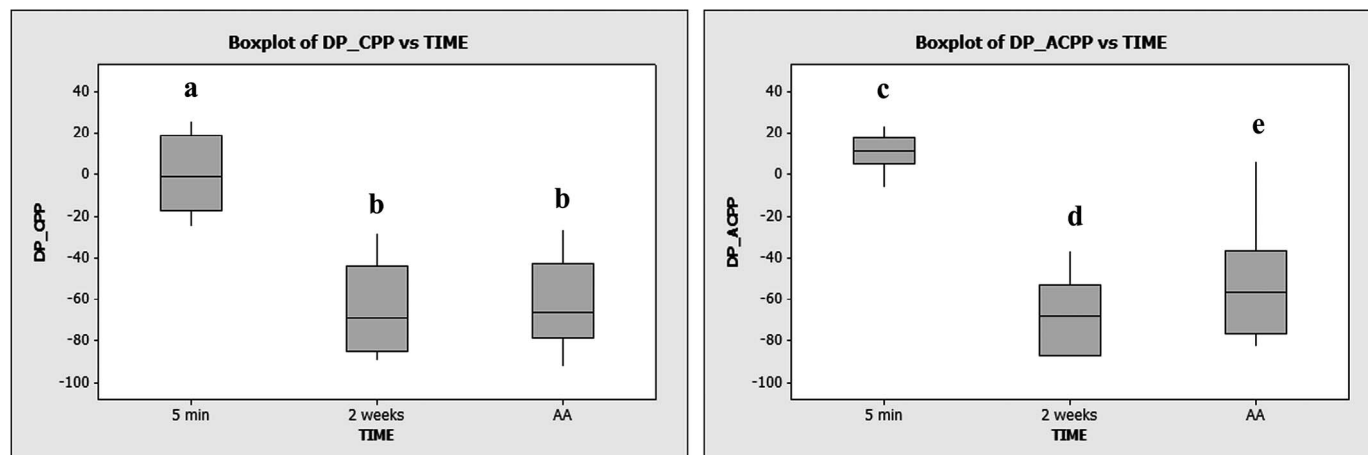 Boxplot of DP_CPP vs TIME
a
b
b
40
20
0
-20
-40
-60
-80
-100
DP_CPP
5 min
2 weeks
AA
TIME
Boxplot of DP_ACPP vs TIME
c
e
d
40
20
0
-20
-40
-60
-80
-100
DP_ACPP
5 min
2 weeks
AA
TIME